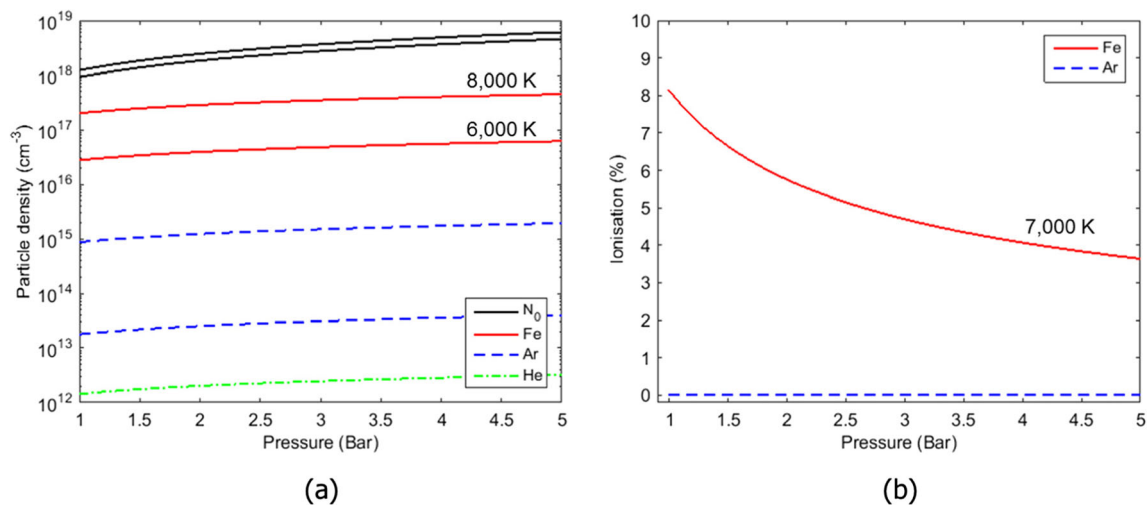 10^19
10^18
10^17
10^16
10^15
10^14
10^13
10^12
Particle density (cm^-3)
8,000 K
6,000 K
N_0
Fe
Ar
He
1 1.5 2 2.5 3 3.5 4 4.5 5
Pressure (Bar)
(a)
10
9
8
7
6
5
4
3
2
1
0
Ionisation (%)
Fe
Ar
7,000 K
1 1.5 2 2.5 3 3.5 4 4.5 5
Pressure (Bar)
(b)